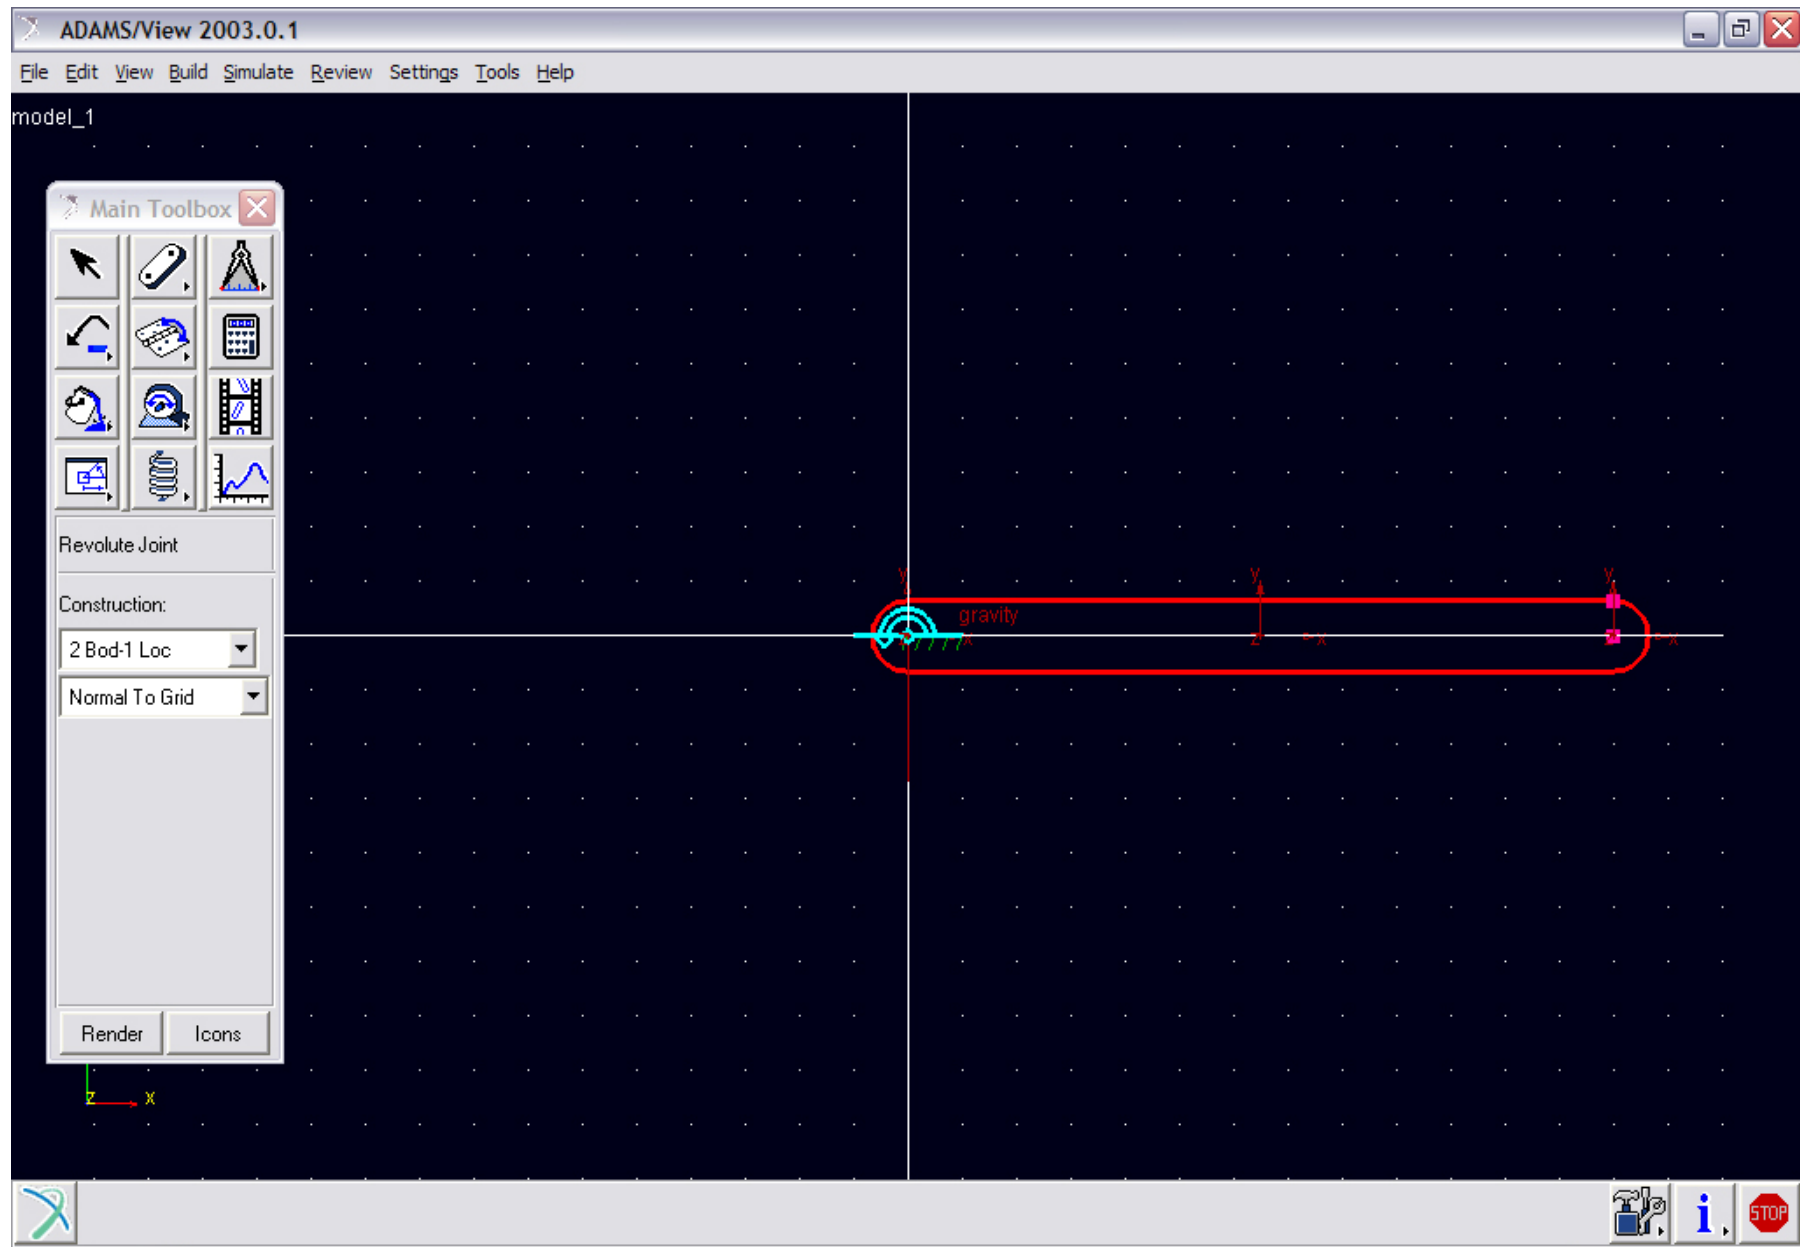 ADAMS/View 2003.0.1
File Edit View Build Simulate Review Settings Tools Help
model_1
Main Toolbox
Revolute Joint
Construction:
2 Bod-1 Loc
Normal To Grid
Render Icons
y y y
gravity
x z x z x
z x
i STOP